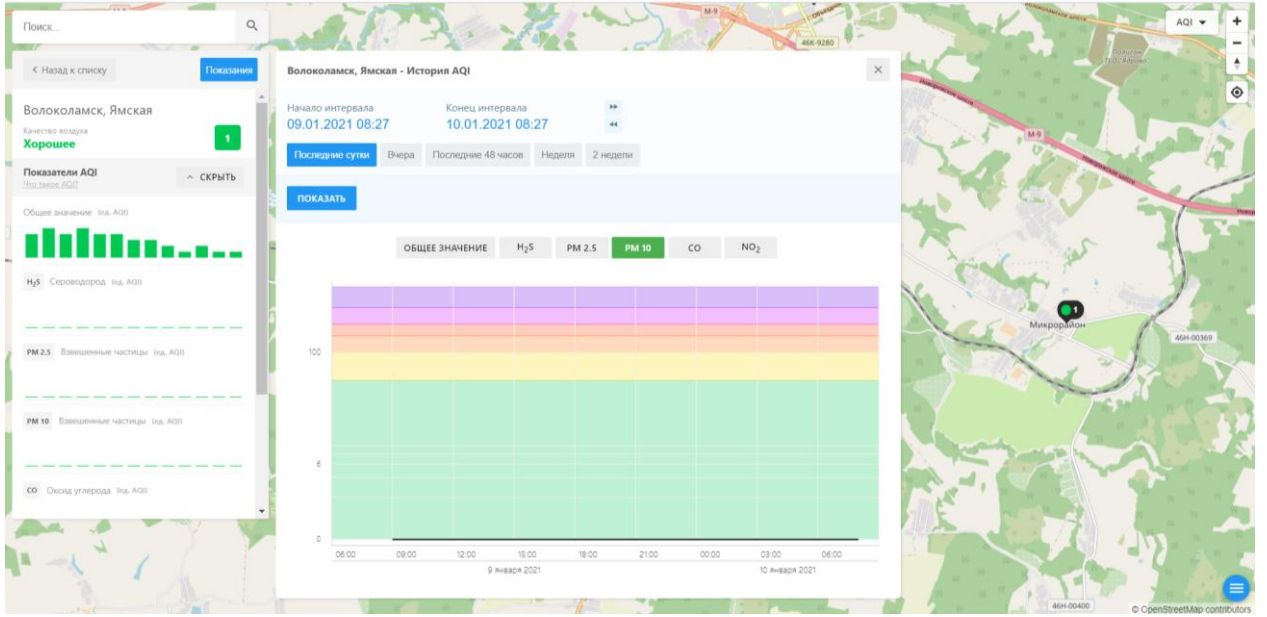 Поиск...
AQI
М-9
46К-9280
Назад к списку
Показания
Волоколамск, Ямская
Качество воздуха
Хорошее
1
Показатели AQI
Что такое AQI?
СКРЫТЬ
Общее значение (ед. AQI)
H₂S Сероводород (ед. AQI)
PM 2.5 Взвешенные частицы (ед. AQI)
PM 10 Взвешенные частицы (ед. AQI)
CO Оксид углерода (ед. AQI)
Волоколамск, Ямская - История AQI
Начало интервала
Конец интервала
09.01.2021 08:27
10.01.2021 08:27
Последние сутки
Вчера
Последние 48 часов
Неделя
2 недели
ПОКАЗАТЬ
ОБЩЕЕ ЗНАЧЕНИЕ
H₂S
PM 2.5
PM 10
CO
NO₂
100
6
0
06:00 09:00 12:00 15:00 18:00 21:00 00:00 03:00 06:00
9 января 2021
10 января 2021
Новорижское шоссе
М-9
Новорижское шоссе
1
Микрорайон
46Н-00369
46Н-00400
© OpenStreetMap contributors